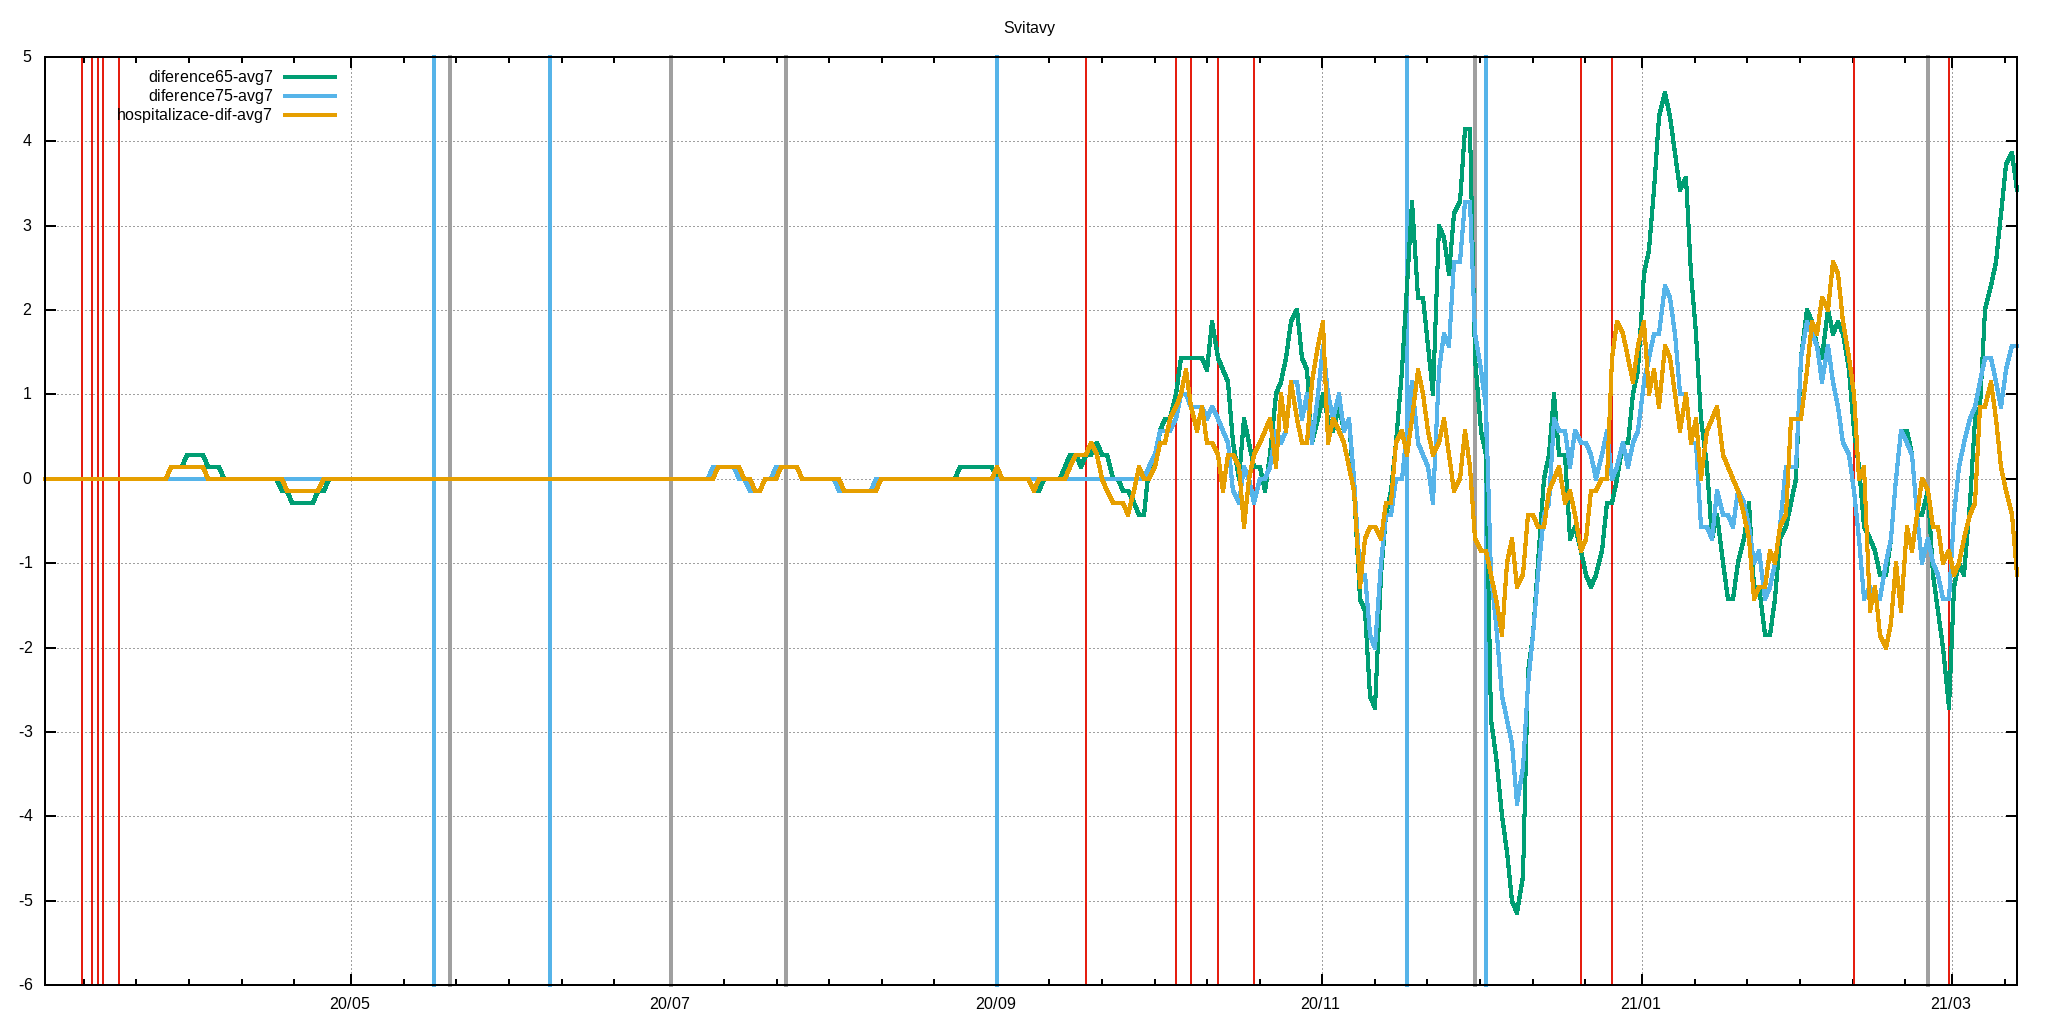 Svitavy
diference65-avg7
diference75-avg7
hospitalizace-dif-avg7
5
4
3
2
1
0
-1
-2
-3
-4
-5
-6
20/05 20/07 20/09 20/11 21/01 21/03